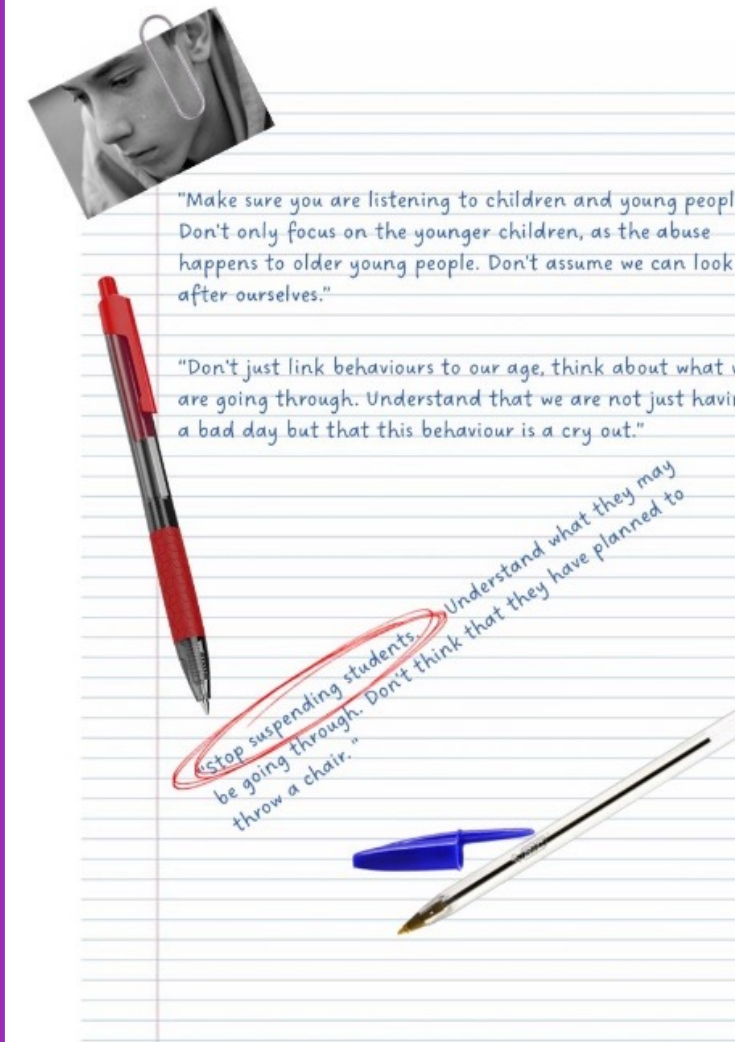 "Make sure you are listening to children and young peopl
Don't only focus on the younger children, as the abuse
happens to older young people. Don't assume we can look
after ourselves."
"Don't just link behaviours to our age, think about what w
are going through. Understand that we are not just havin
a bad day but that this behaviour is a cry out."
"Stop suspending students. Understand what they may
be going through. Don't think that they have planned to
throw a chair."